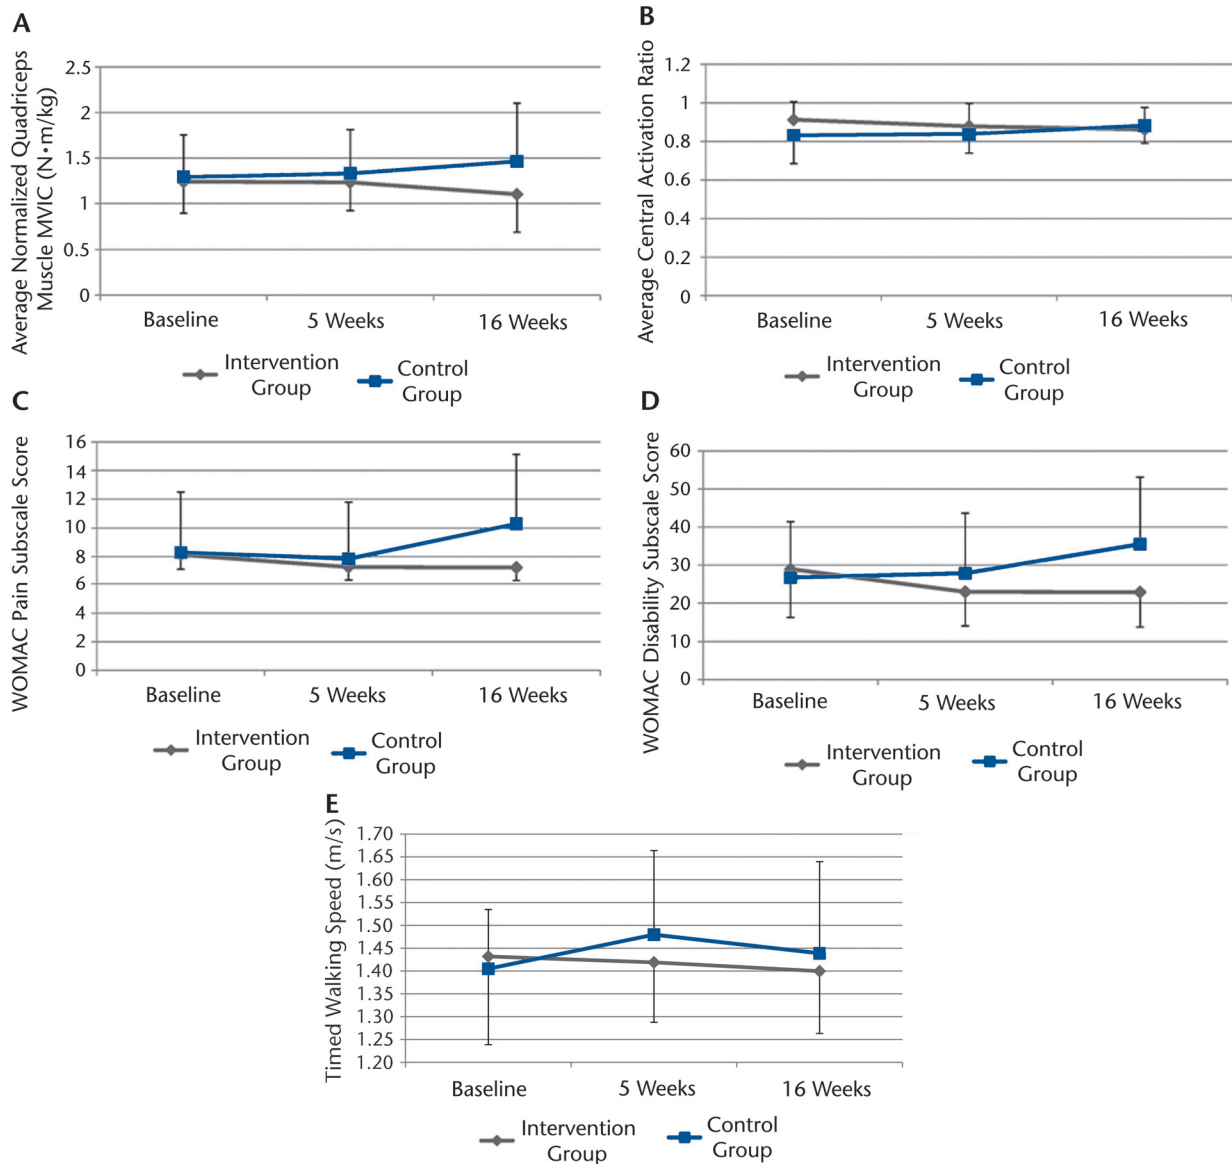 A
Average Normalized Quadriceps
Muscle MVIC (N•m/kg)
2.5
2
1.5
1
0.5
0
Baseline
5 Weeks
16 Weeks
Intervention
Group
Control
Group
B
Average Central Activation Ratio
1.2
1
0.8
0.6
0.4
0.2
0
Baseline
5 Weeks
16 Weeks
Intervention
Group
Control
Group
C
WOMAC Pain Subscale Score
16
14
12
10
8
6
4
2
0
Baseline
5 Weeks
16 Weeks
Intervention
Group
Control
Group
D
WOMAC Disability Subscale Score
60
50
40
30
20
10
0
Baseline
5 Weeks
16 Weeks
Intervention
Group
Control
Group
E
Timed Walking Speed (m/s)
1.70
1.65
1.60
1.55
1.50
1.45
1.40
1.35
1.30
1.25
1.20
Baseline
5 Weeks
16 Weeks
Intervention
Group
Control
Group